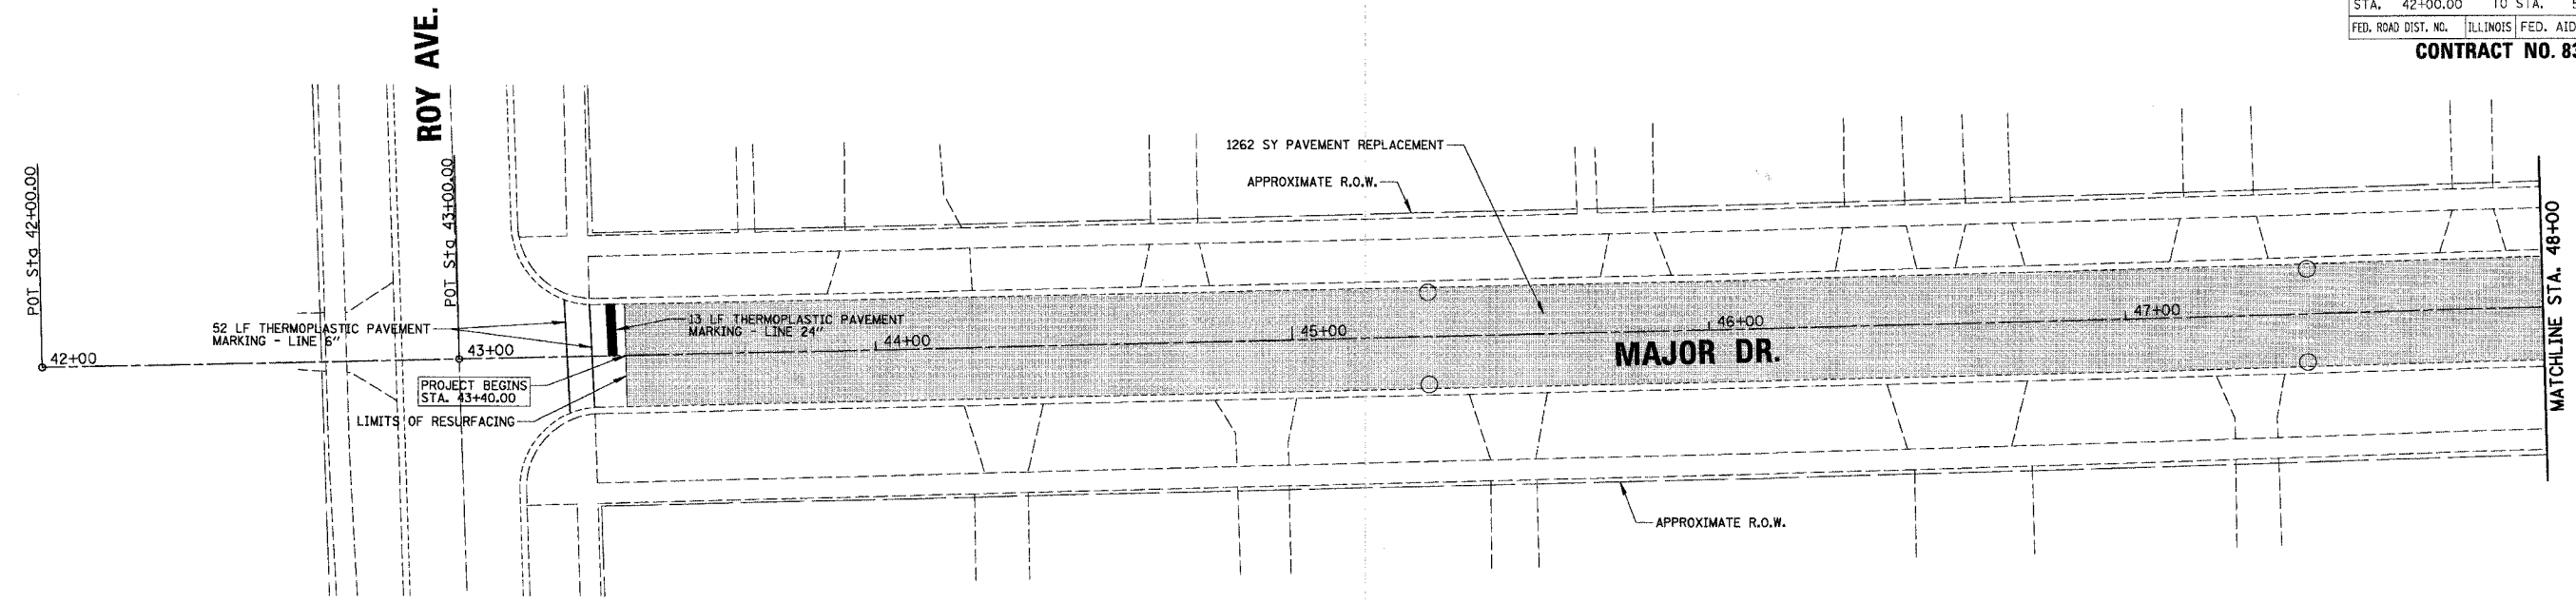 STA. 42+00.00 TO STA. 5
FED. ROAD DIST. NO. ILLINOIS FED. AID
CONTRACT NO. 83
ROY AVE.
POT Sta 42+00.00
POT Sta 43+00.00
1262 SY PAVEMENT REPLACEMENT
APPROXIMATE R.O.W.
52 LF THERMOPLASTIC PAVEMENT
MARKING - LINE 6"
13 LF THERMOPLASTIC PAVEMENT
MARKING - LINE 24"
42+00
43+00
44+00
45+00
46+00
47+00
MAJOR DR.
PROJECT BEGINS
STA. 43+40.00
LIMITS OF RESURFACING
APPROXIMATE R.O.W.
MATCHLINE STA. 48+00